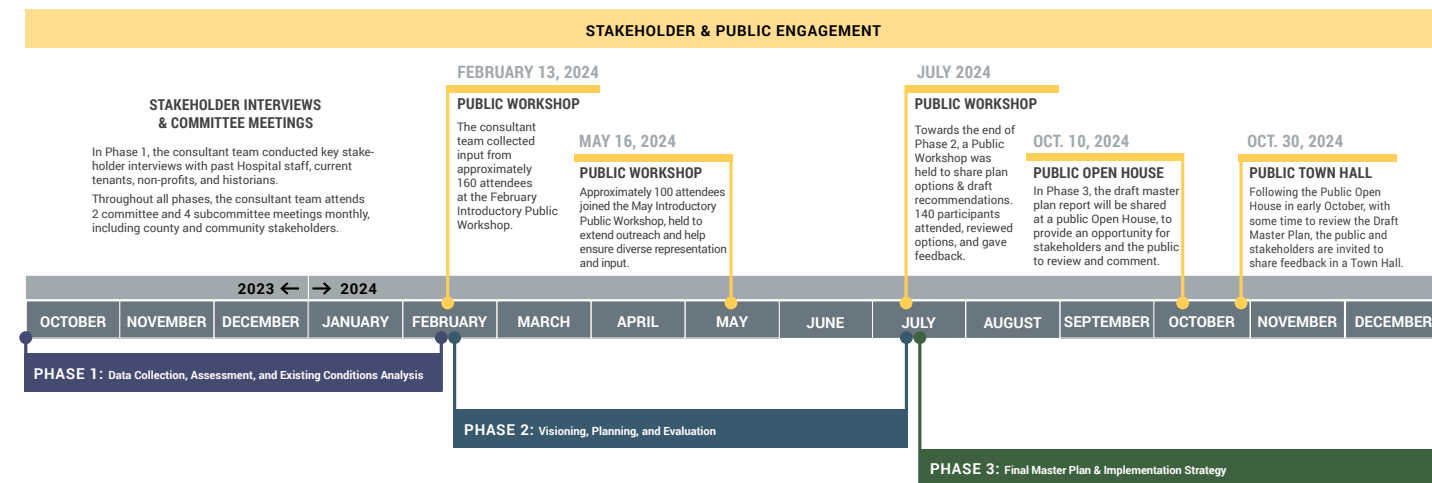 STAKEHOLDER & PUBLIC ENGAGEMENT
STAKEHOLDER INTERVIEWS
& COMMITTEE MEETINGS
In Phase 1, the consultant team conducted key stake-
holder interviews with past Hospital staff, current
tenants, non-profits, and historians.
Throughout all phases, the consultant team attends
2 committee and 4 subcommittee meetings monthly,
including county and community stakeholders.
FEBRUARY 13, 2024
PUBLIC WORKSHOP
The consultant
team collected
input from
approximately
160 attendees
at the February
Introductory Public
Workshop.
MAY 16, 2024
PUBLIC WORKSHOP
Approximately 100 attendees
joined the May Introductory
Public Workshop, held to
extend outreach and help
ensure diverse representation
and input.
JULY 2024
PUBLIC WORKSHOP
Towards the end of
Phase 2, a Public
Workshop was
held to share plan
options & draft
recommendations.
140 participants
attended, reviewed
options, and gave
feedback.
OCT. 10, 2024
PUBLIC OPEN HOUSE
In Phase 3, the draft master
plan report will be shared
at a public Open House, to
provide an opportunity for
stakeholders and the public
to review and comment.
OCT. 30, 2024
PUBLIC TOWN HALL
Following the Public Open
House in early October, with
some time to review the Draft
Master Plan, the public and
stakeholders are invited to
share feedback in a Town Hall.
2023 ← → 2024
OCTOBER NOVEMBER DECEMBER JANUARY FEBRUARY MARCH APRIL MAY JUNE JULY AUGUST SEPTEMBER OCTOBER NOVEMBER DECEMBER
PHASE 1: Data Collection, Assessment, and Existing Conditions Analysis
PHASE 2: Visioning, Planning, and Evaluation
PHASE 3: Final Master Plan & Implementation Strategy